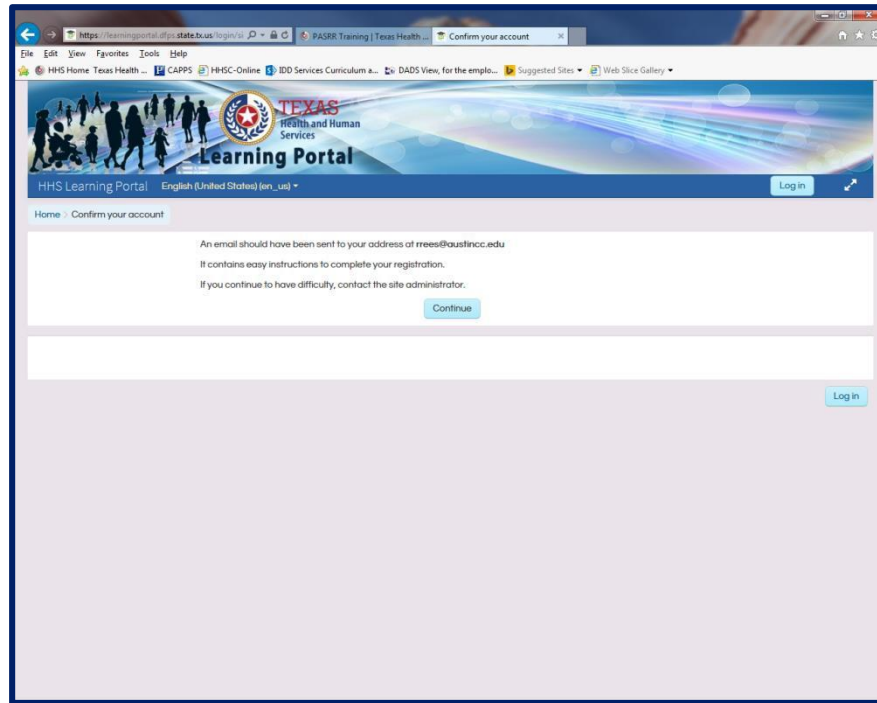 https://learningportal.dfps.state.tx.us/login/si
PASRR Training | Texas Health ...
Confirm your account
File Edit View Favorites Tools Help
HHS Home Texas Health ... CAPPS HHSC-Online IDD Services Curriculum a... DADS View, for the emplo... Suggested Sites Web Slice Gallery
TEXAS
Health and Human
Services
Learning Portal
HHS Learning Portal English (United States) (en_us) Log in
Home Confirm your account
An email should have been sent to your address at rrees@austincc.edu
It contains easy instructions to complete your registration.
If you continue to have difficulty, contact the site administrator.
Continue
Log in